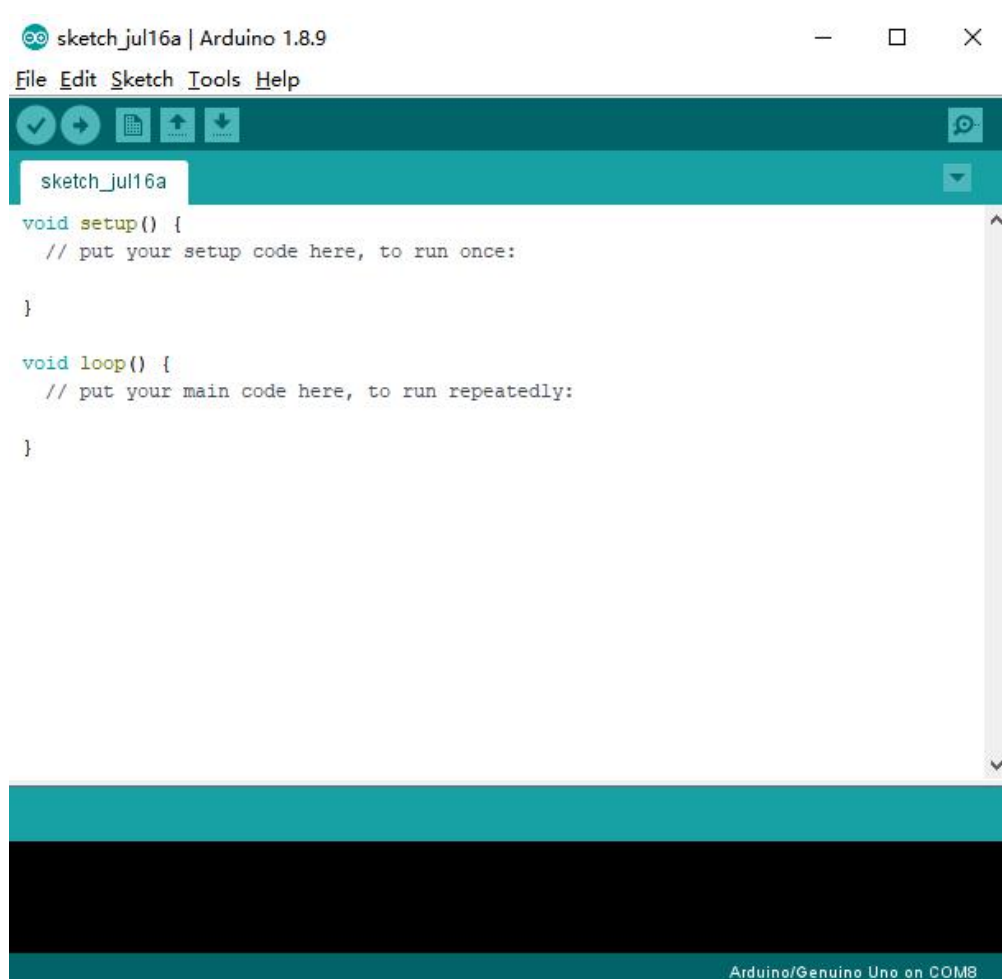 sketch_jul16a | Arduino 1.8.9
File Edit Sketch Tools Help
sketch_jul16a
void setup() {
  // put your setup code here, to run once:
}
void loop() {
  // put your main code here, to run repeatedly:
}
Arduino/Genuino Uno on COM8